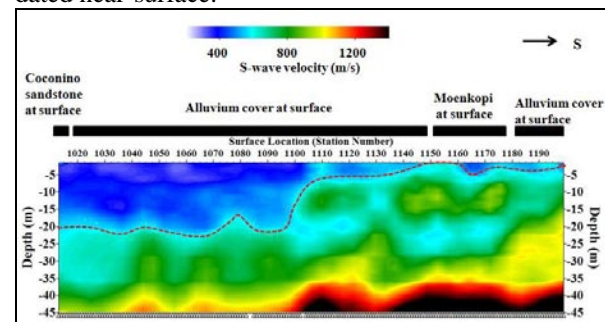 dated near surface.
400 800 1200
S-wave velocity (m/s)
S
Coconino
sandstone
at surface
Alluvium cover at surface
Moenkopi
at surface
Alluvium cover
at surface
Surface Location (Station Number)
1020 1030 1040 1050 1060 1070 1080 1090 1100 1110 1120 1130 1140 1150 1160 1170 1180 1190
Depth (m)
-5
-10
-15
-20
-25
-30
-35
-40
-45
-5
-10
-15
-20
-25
-30
-35
-40
-45
Depth (m)